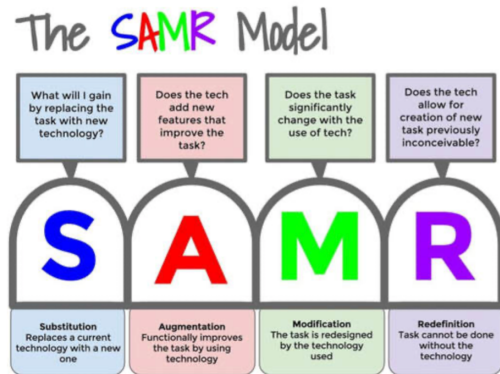 The SAMR Model
What will I gain
by replacing the
task with new
technology?
Does the tech
add new
features that
improve the
task?
Does the task
significantly
change with the
use of tech?
Does the tech
allow for
creation of new
task previously
inconceivable?
S
A
M
R
Substitution
Replaces a current
technology with a new
one
Augmentation
Functionally improves
the task by using
technology
Modification
The task is redesigned
by the technology
used
Redefinition
Task cannot be done
without the
technology